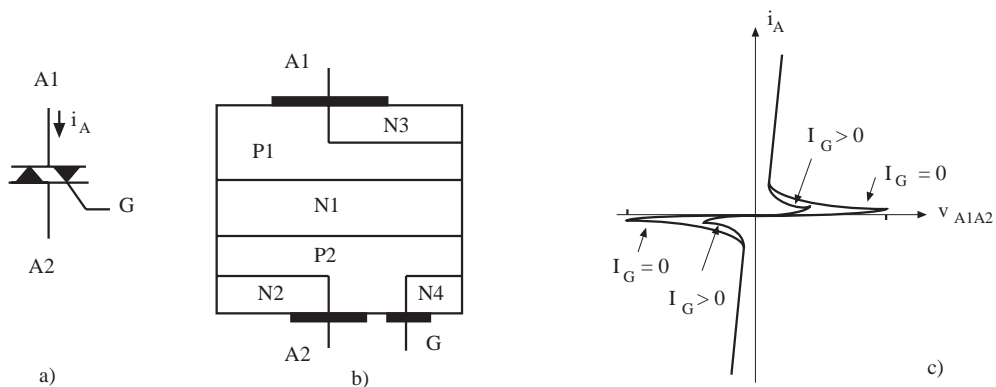 A1
i_A
G
A2
a)
A1
N3
P1
N1
P2
N2
N4
A2
G
b)
i_A
I_G > 0
I_G = 0
v_A1A2
I_G = 0
I_G > 0
c)